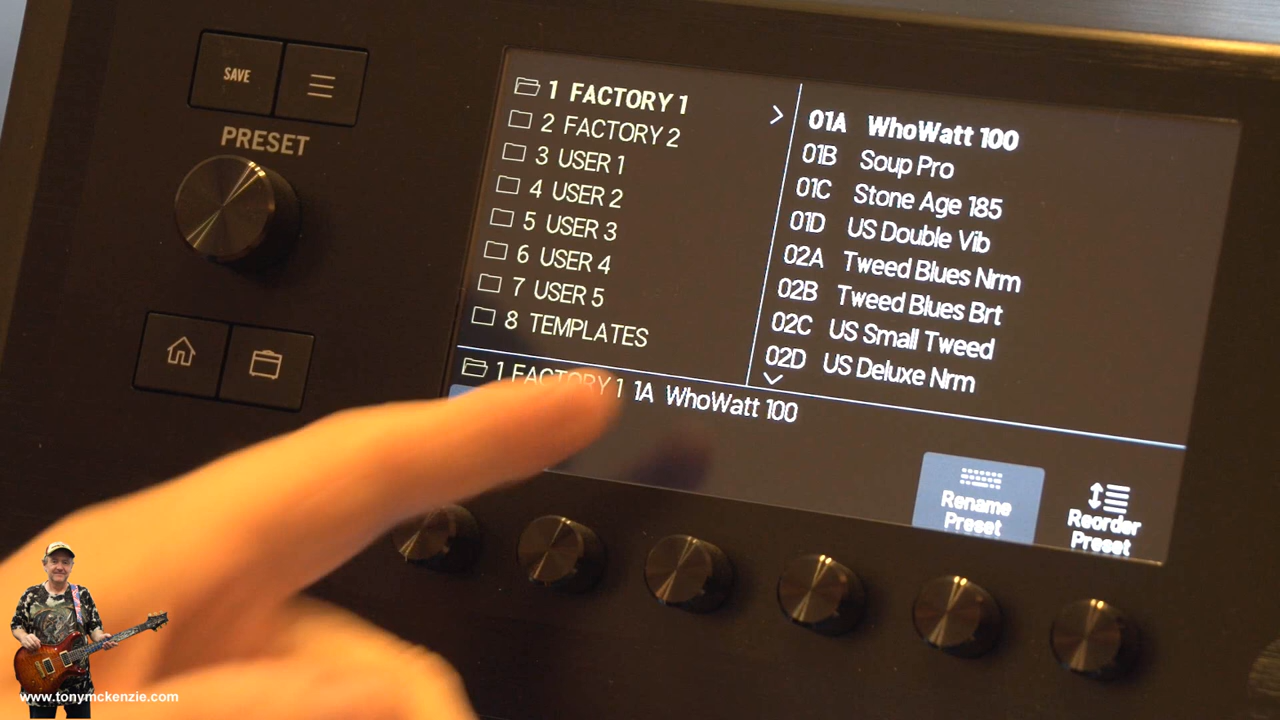 SAVE
PRESET
1 FACTORY 1
2 FACTORY 2
3 USER 1
4 USER 2
5 USER 3
6 USER 4
7 USER 5
8 TEMPLATES
01A WhoWatt 100
01B Soup Pro
01C Stone Age 185
01D US Double Vib
02A Tweed Blues Nrm
02B Tweed Blues Brt
02C US Small Tweed
02D US Deluxe Nrm
1 FACTORY 1 1A WhoWatt 100
Rename
Preset
Reorder
Preset
www.tonymckenzie.com